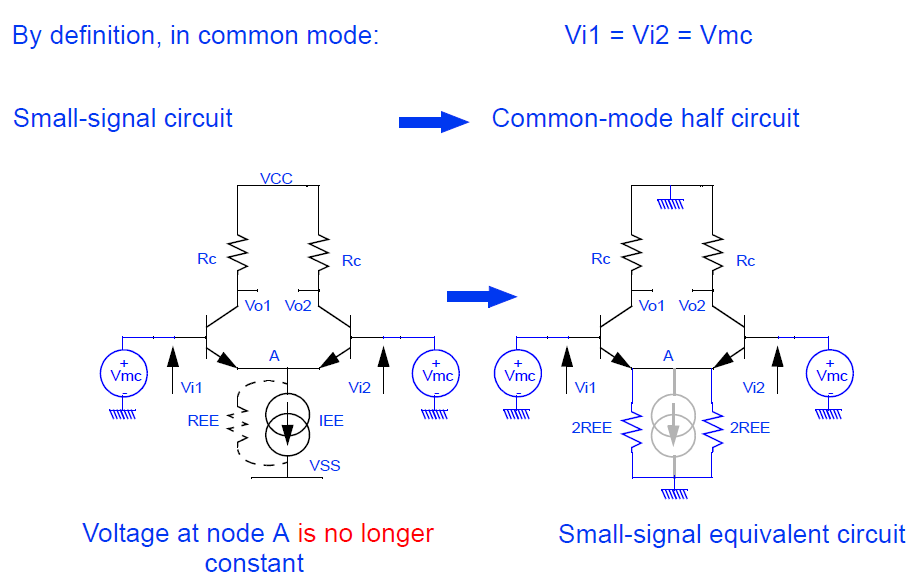 By definition, in common mode: Vi1 = Vi2 = Vmc
Small-signal circuit Common-mode half circuit
VCC
Rc Rc Rc Rc
Vo1 Vo2 Vo1 Vo2
A A
+ + + +
Vmc Vmc Vmc Vmc
- - - -
Vi1 Vi2 Vi1 Vi2
REE IEE 2REE 2REE
VSS
Voltage at node A is no longer
constant
Small-signal equivalent circuit